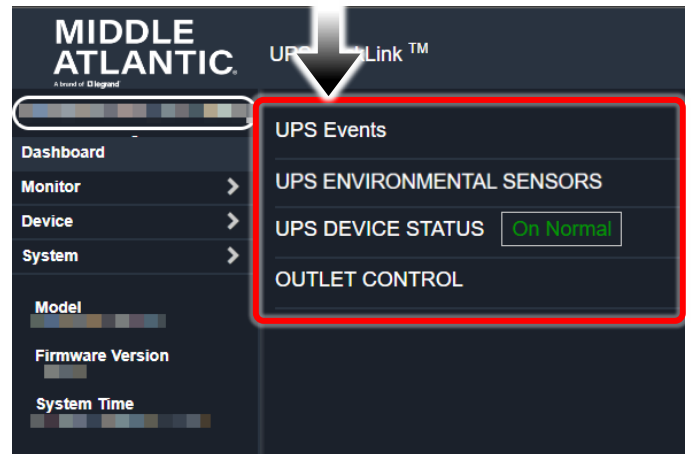 MIDDLE
ATLANTIC.
A brand of legrand
UPS Link ™
UPS Events
Dashboard
Monitor
UPS ENVIRONMENTAL SENSORS
Device
UPS DEVICE STATUS On Normal
System
OUTLET CONTROL
Model
Firmware Version
System Time